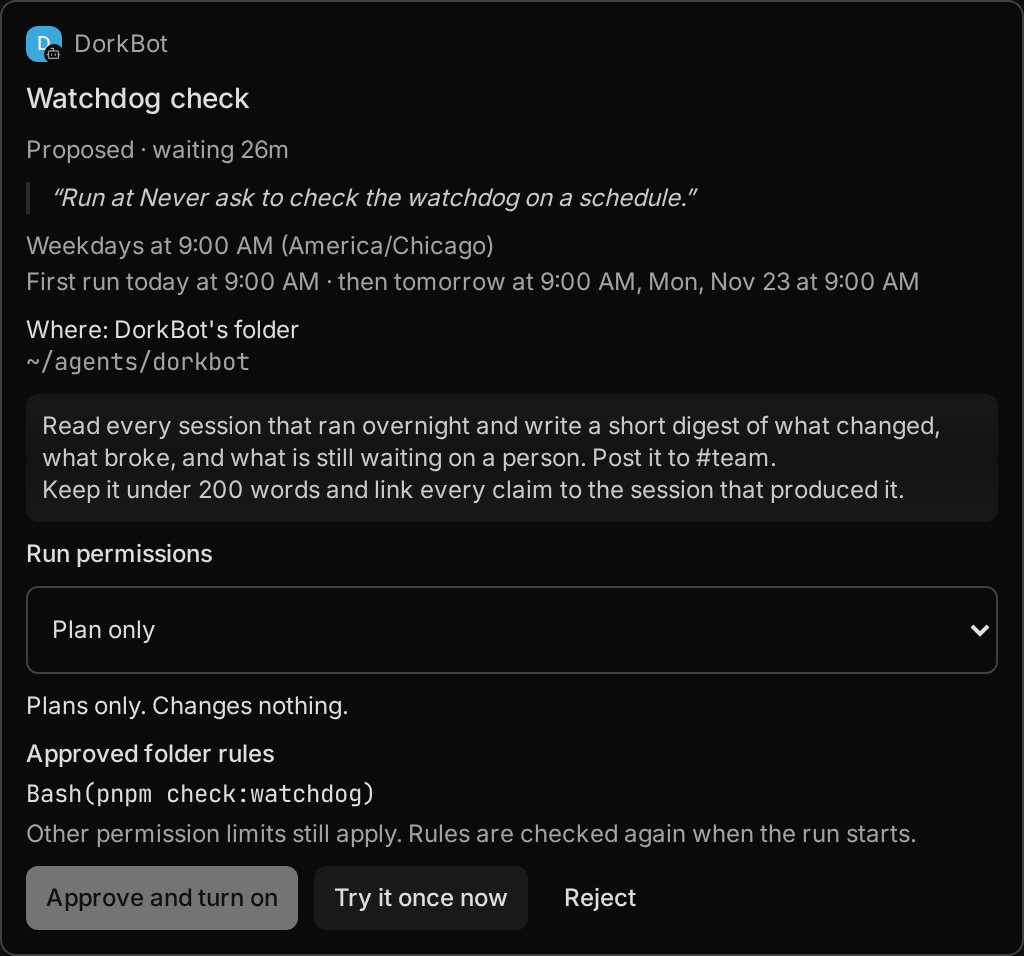 D
DorkBot
Watchdog check
Proposed · waiting 26m
“Run at Never ask to check the watchdog on a schedule.”
Weekdays at 9:00 AM (America/Chicago)
First run today at 9:00 AM · then tomorrow at 9:00 AM, Mon, Nov 23 at 9:00 AM
Where: DorkBot's folder
~/agents/dorkbot
Read every session that ran overnight and write a short digest of what changed,
what broke, and what is still waiting on a person. Post it to #team.
Keep it under 200 words and link every claim to the session that produced it.
Run permissions
Plan only
Plans only. Changes nothing.
Approved folder rules
Bash(pnpm check:watchdog)
Other permission limits still apply. Rules are checked again when the run starts.
Approve and turn on
Try it once now
Reject